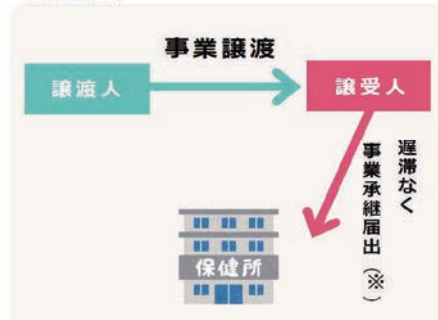 事業譲渡
譲渡人
譲受人
遅滞なく
事業承継届出（※）
保健所